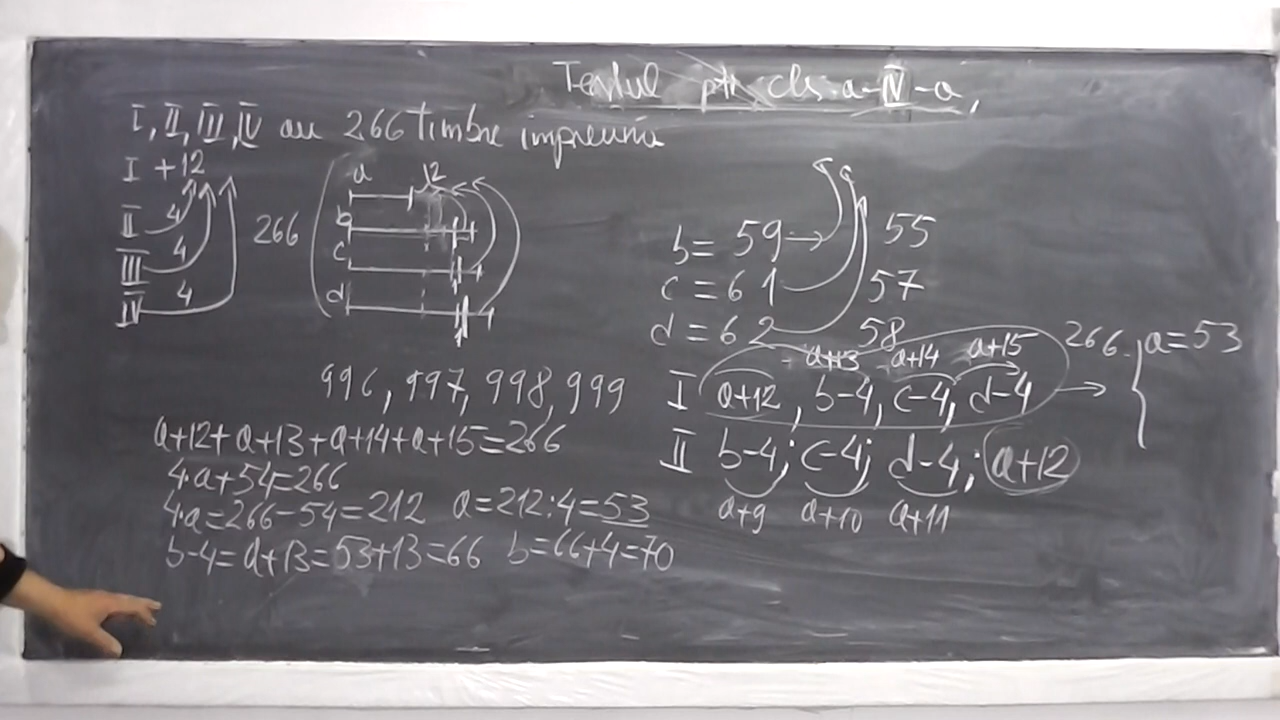 Testul ptr cls. a-IV-a,
I, II, III, IV au 266 timbre împreună
I +12
II 4
III 4
IV 4
266
a 12
b
c
d
b = 59 → 55
c = 61 57
d = 62 58
996, 997, 998, 999
a+13 a+14 a+15 266
I a+12, b-4, c-4, d-4 → { a=53
II b-4; c-4; d-4; a+12
a+9 a+10 a+11
a+12+a+13+a+14+a+15=266
4·a+54=266
4·a=266-54=212 a=212:4=53
b-4=a+13=53+13=66 b=66+4=70